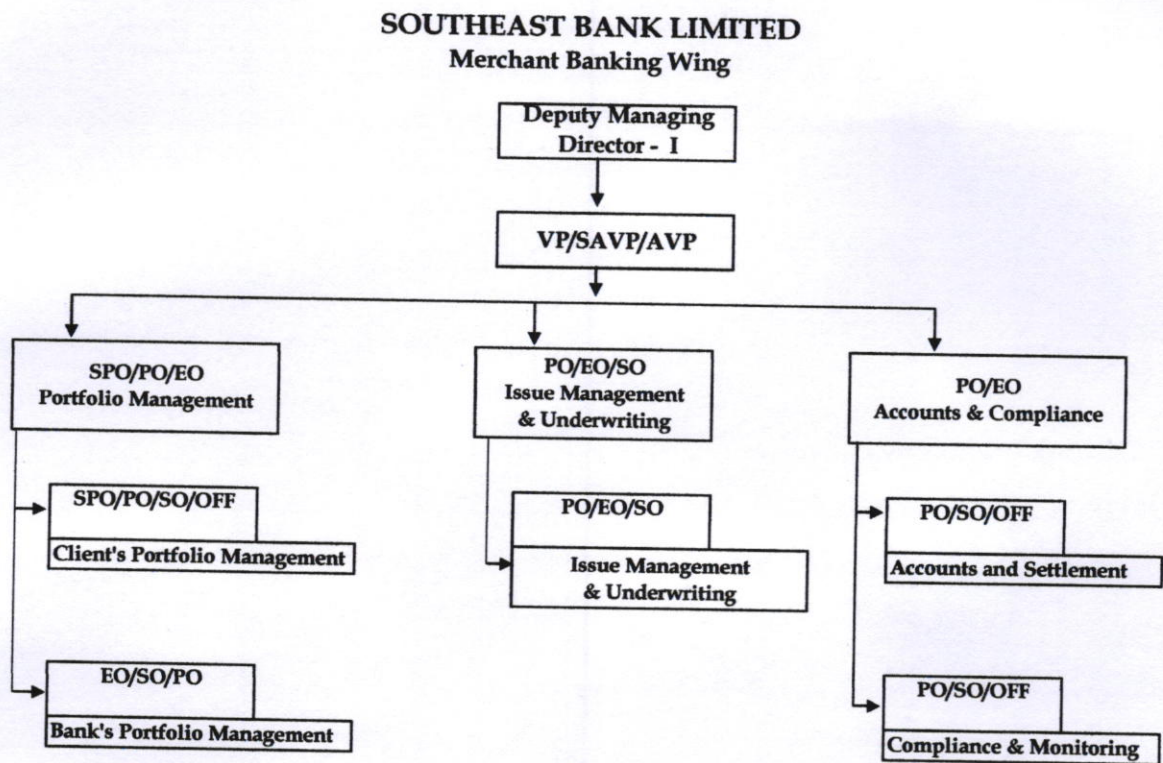 SOUTHEAST BANK LIMITED
Merchant Banking Wing
Deputy Managing
Director - I
VP/SAVP/AVP
SPO/PO/EO
Portfolio Management
PO/EO/SO
Issue Management
& Underwriting
PO/EO
Accounts & Compliance
SPO/PO/SO/OFF
Client's Portfolio Management
PO/EO/SO
Issue Management
& Underwriting
PO/SO/OFF
Accounts and Settlement
EO/SO/PO
Bank's Portfolio Management
PO/SO/OFF
Compliance & Monitoring